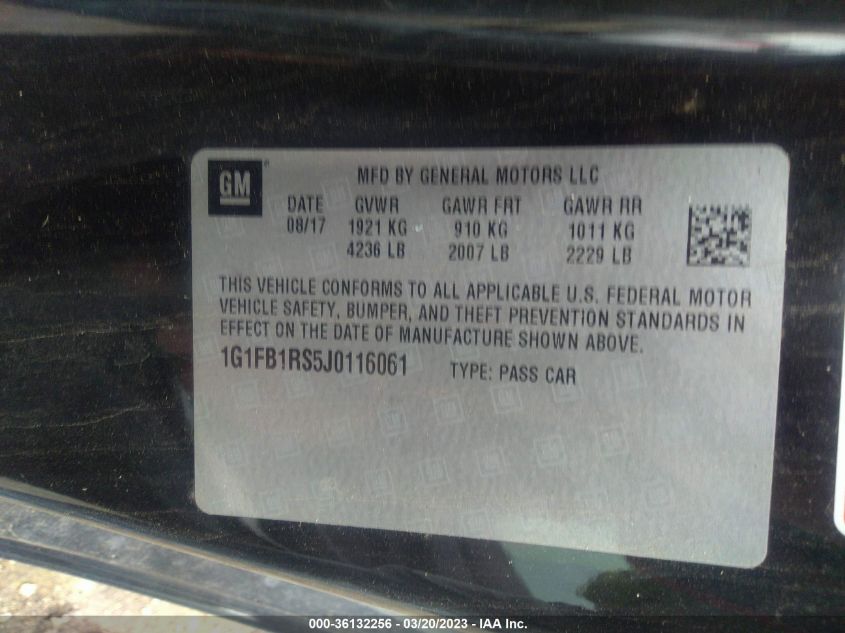 GM
MFD BY GENERAL MOTORS LLC
DATE GVWR GAWR FRT GAWR RR
08/17 1921 KG 910 KG 1011 KG
4236 LB 2007 LB 2229 LB
THIS VEHICLE CONFORMS TO ALL APPLICABLE U.S. FEDERAL MOTOR
VEHICLE SAFETY, BUMPER, AND THEFT PREVENTION STANDARDS IN
EFFECT ON THE DATE OF MANUFACTURE SHOWN ABOVE.
1G1FB1RS5J0116061 TYPE: PASS CAR
000-36132256 - 03/20/2023 - IAA Inc.